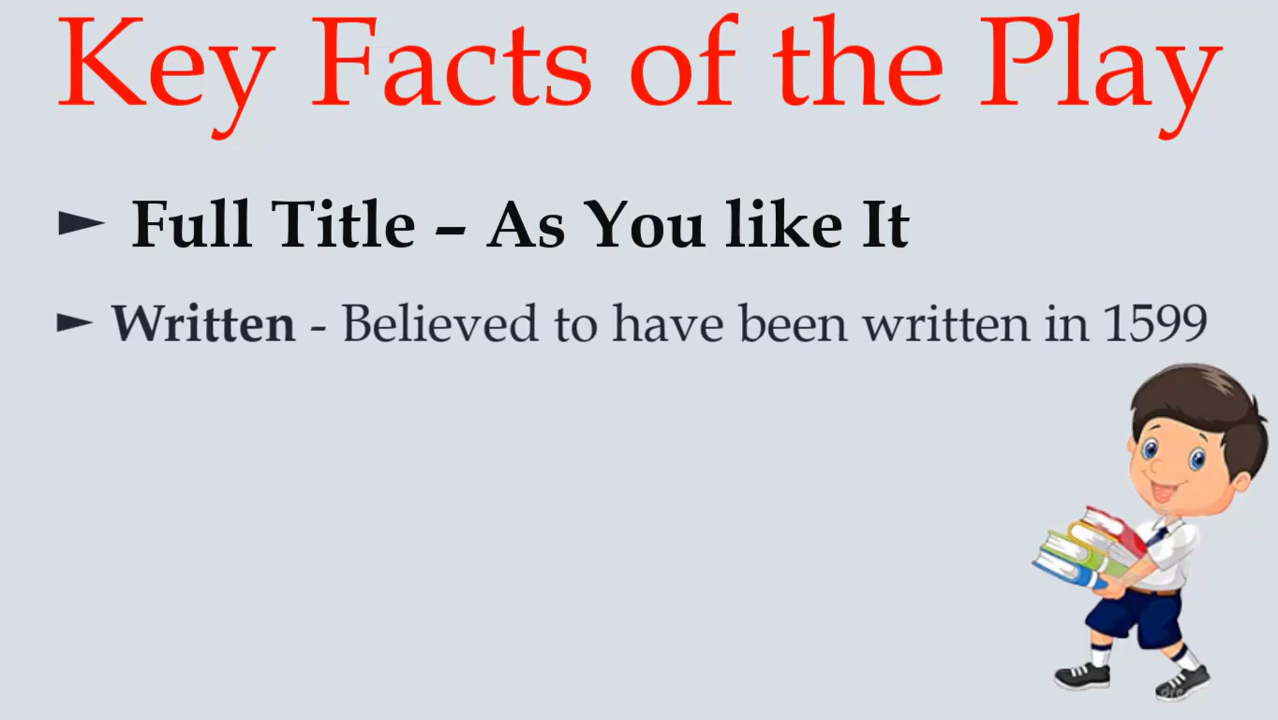 Key Facts of the Play
► Full Title – As You like It
► Written - Believed to have been written in 1599